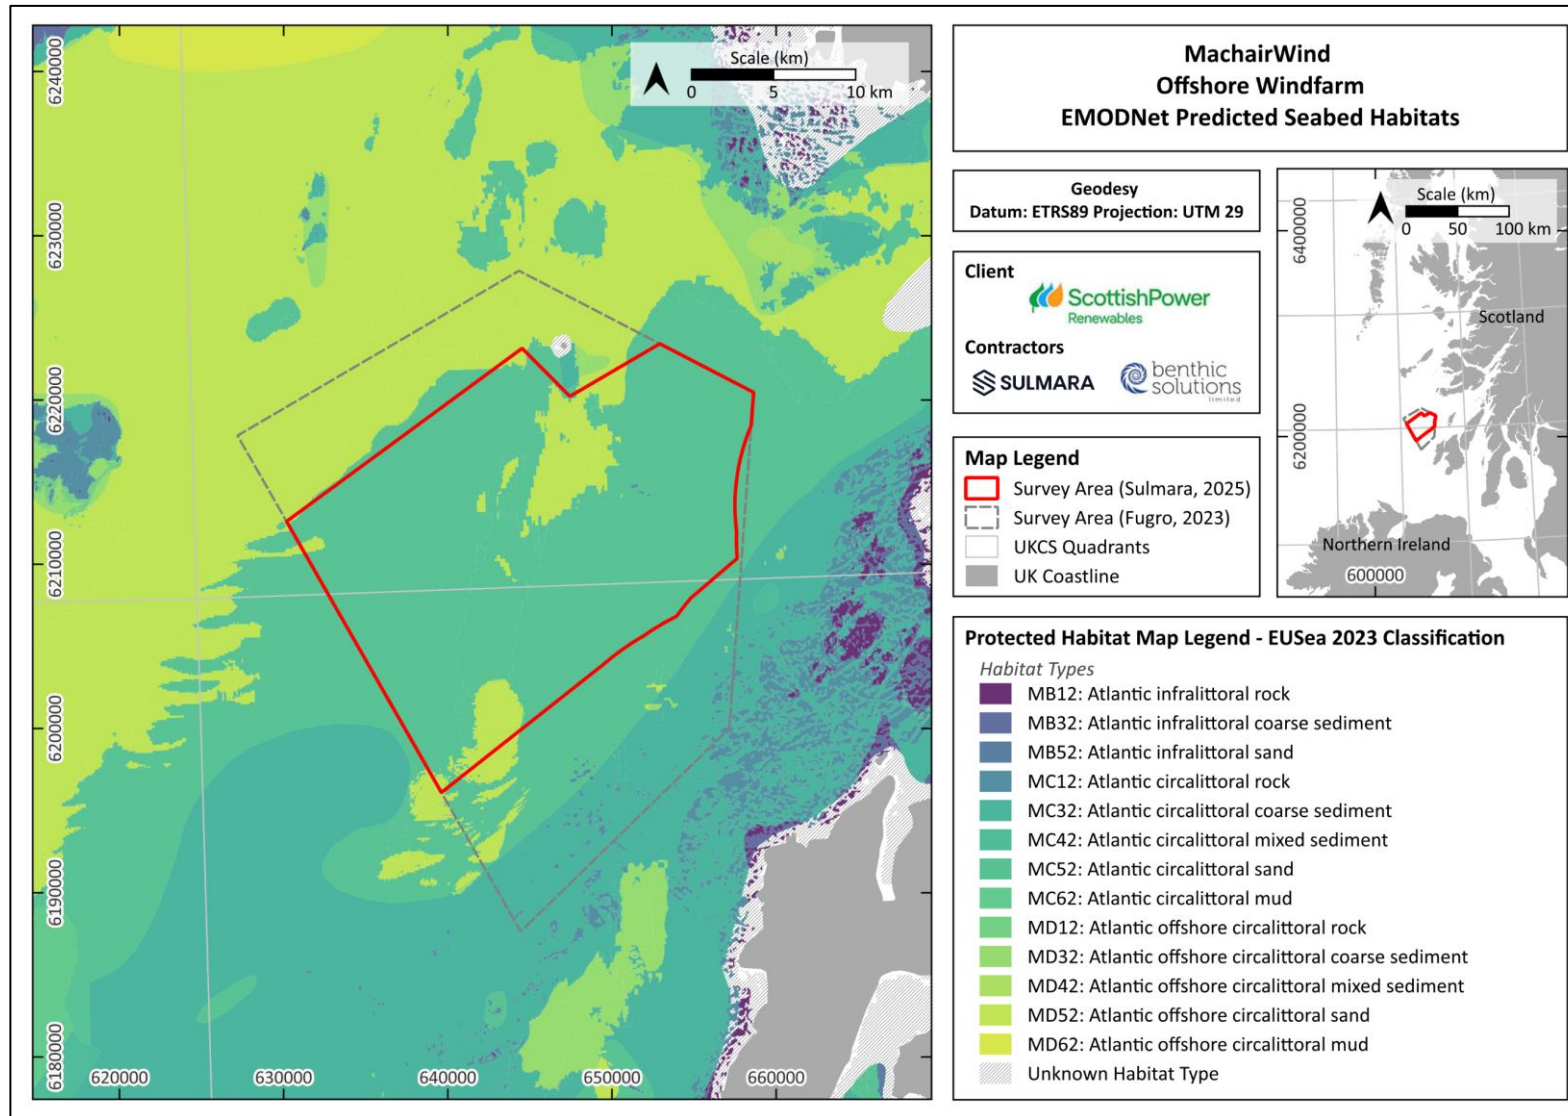 MachairWind
Offshore Windfarm
EMODNet Predicted Seabed Habitats
Geodesy
Datum: ETRS89 Projection: UTM 29
Client
ScottishPower
Renewables
Contractors
SULMARA
benthic
solutions
limited
Map Legend
Survey Area (Sulmara, 2025)
Survey Area (Fugro, 2023)
UKCS Quadrants
UK Coastline
Scale (km)
0 50 100 km
6400000
6200000
Scotland
Northern Ireland
600000
Protected Habitat Map Legend - EUSea 2023 Classification
Habitat Types
MB12: Atlantic infralittoral rock
MB32: Atlantic infralittoral coarse sediment
MB52: Atlantic infralittoral sand
MC12: Atlantic circalittoral rock
MC32: Atlantic circalittoral coarse sediment
MC42: Atlantic circalittoral mixed sediment
MC52: Atlantic circalittoral sand
MC62: Atlantic circalittoral mud
MD12: Atlantic offshore circalittoral rock
MD32: Atlantic offshore circalittoral coarse sediment
MD42: Atlantic offshore circalittoral mixed sediment
MD52: Atlantic offshore circalittoral sand
MD62: Atlantic offshore circalittoral mud
Unknown Habitat Type
Scale (km)
0 5 10 km
6240000
6230000
6220000
6210000
6200000
6190000
6180000
620000 630000 640000 650000 660000